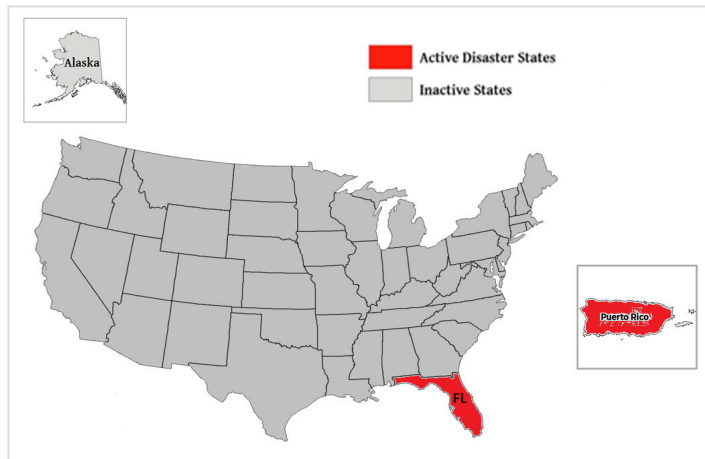 Alaska
Active Disaster States
Inactive States
Puerto Rico
FL